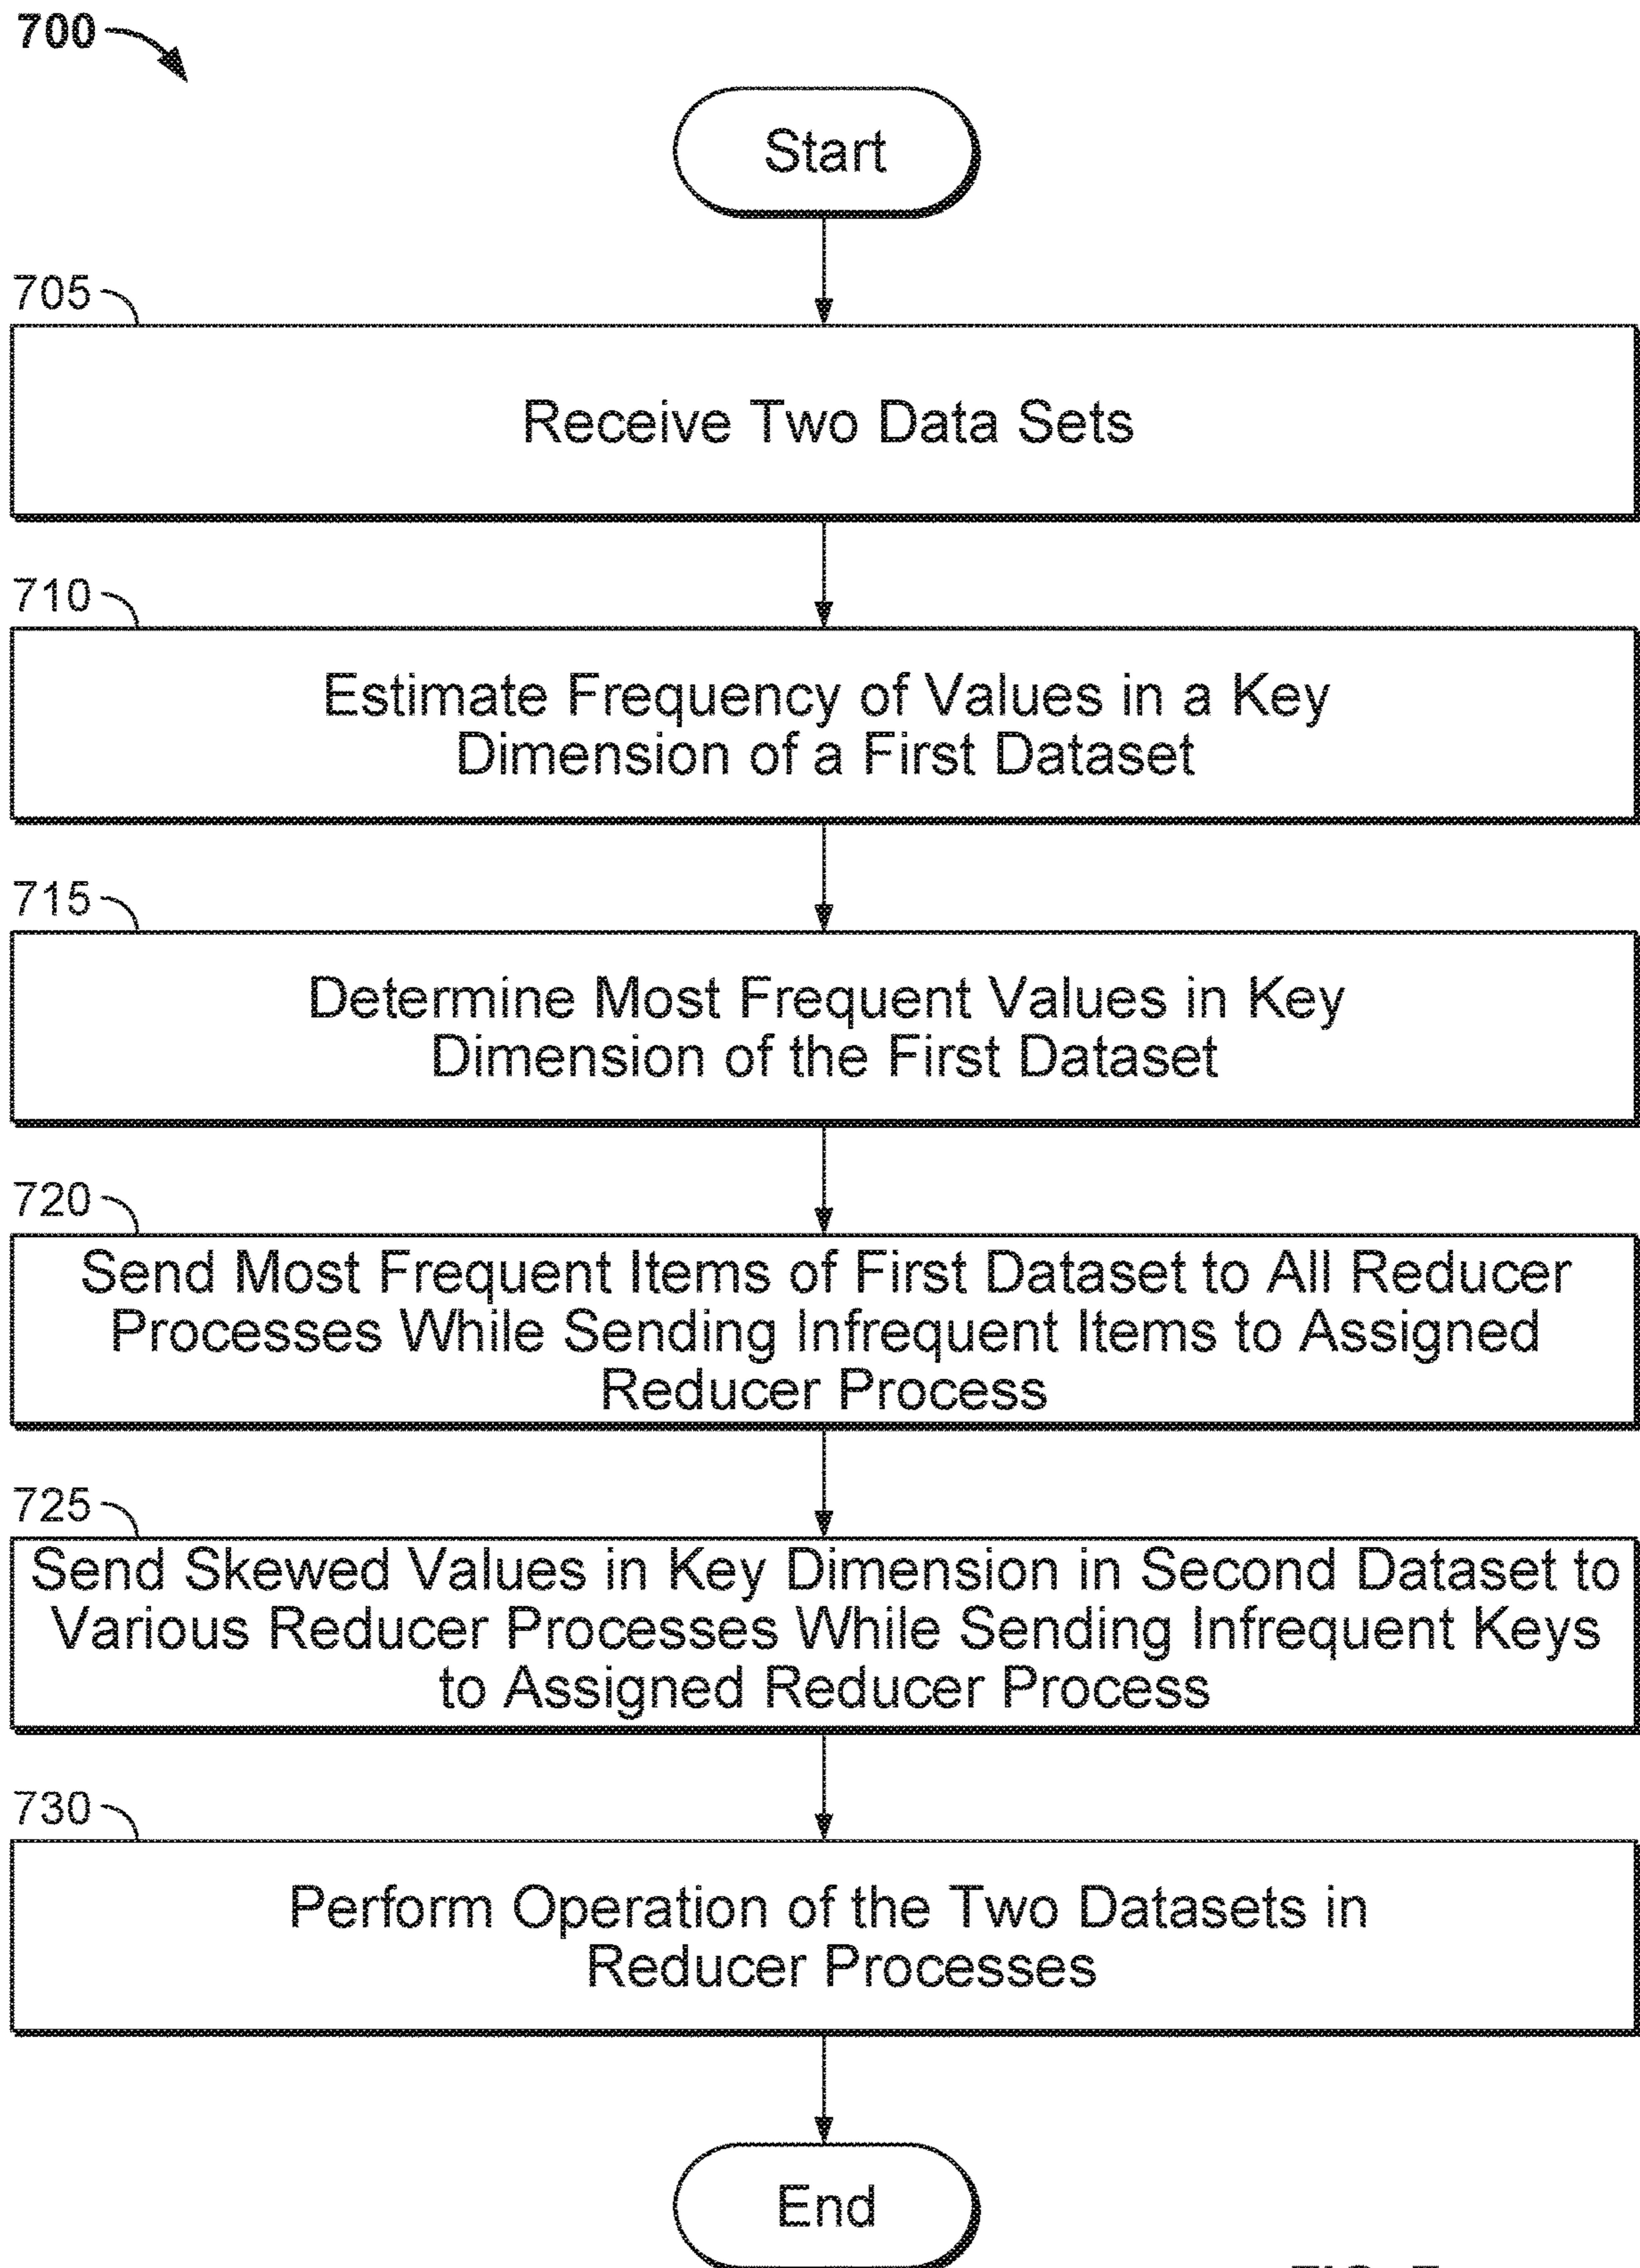 700
Start
705
Receive Two Data Sets
710
Estimate Frequency of Values in a Key
Dimension of a First Dataset
715
Determine Most Frequent Values in Key
Dimension of the First Dataset
720
Send Most Frequent Items of First Dataset to All Reducer
Processes While Sending Infrequent Items to Assigned
Reducer Process
725
Send Skewed Values in Key Dimension in Second Dataset to
Various Reducer Processes While Sending Infrequent Keys
to Assigned Reducer Process
730
Perform Operation of the Two Datasets in
Reducer Processes
End